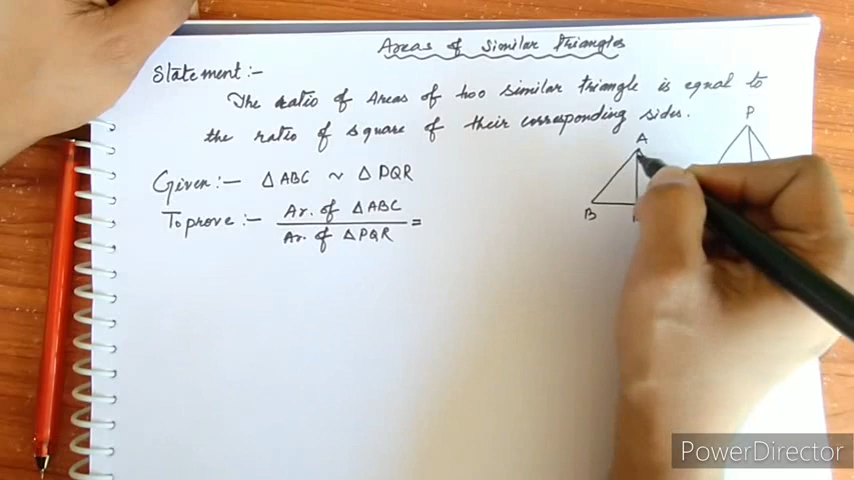 Areas of Similar Triangles
Statement:-
The ratio of Areas of two similar triangle is equal to
the ratio of square of their corresponding sides.
Given:- △ABC ~ △PQR
To prove:- Ar. of △ABC / Ar. of △PQR =
A
B
P
PowerDirector